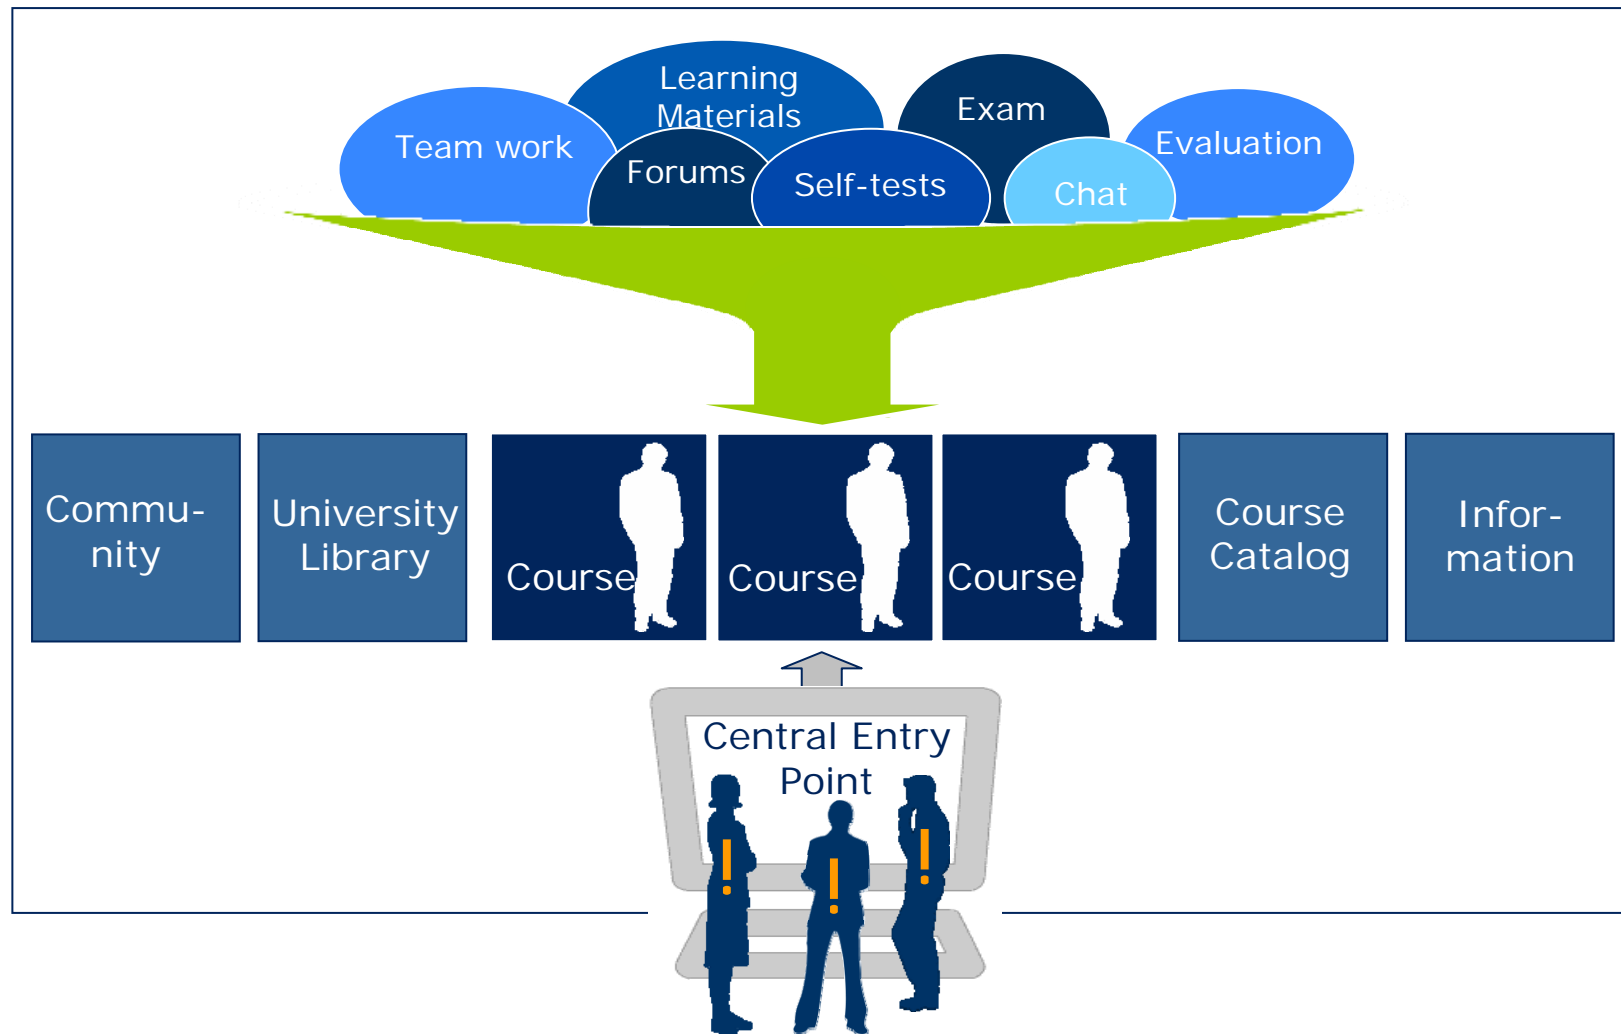 Learning
Materials
Exam
Team work
Evaluation
Forums
Self-tests
Chat
Commu-
nity
University
Library
Course
Course
Course
Course
Catalog
Infor-
mation
Central Entry
Point
!
!
!